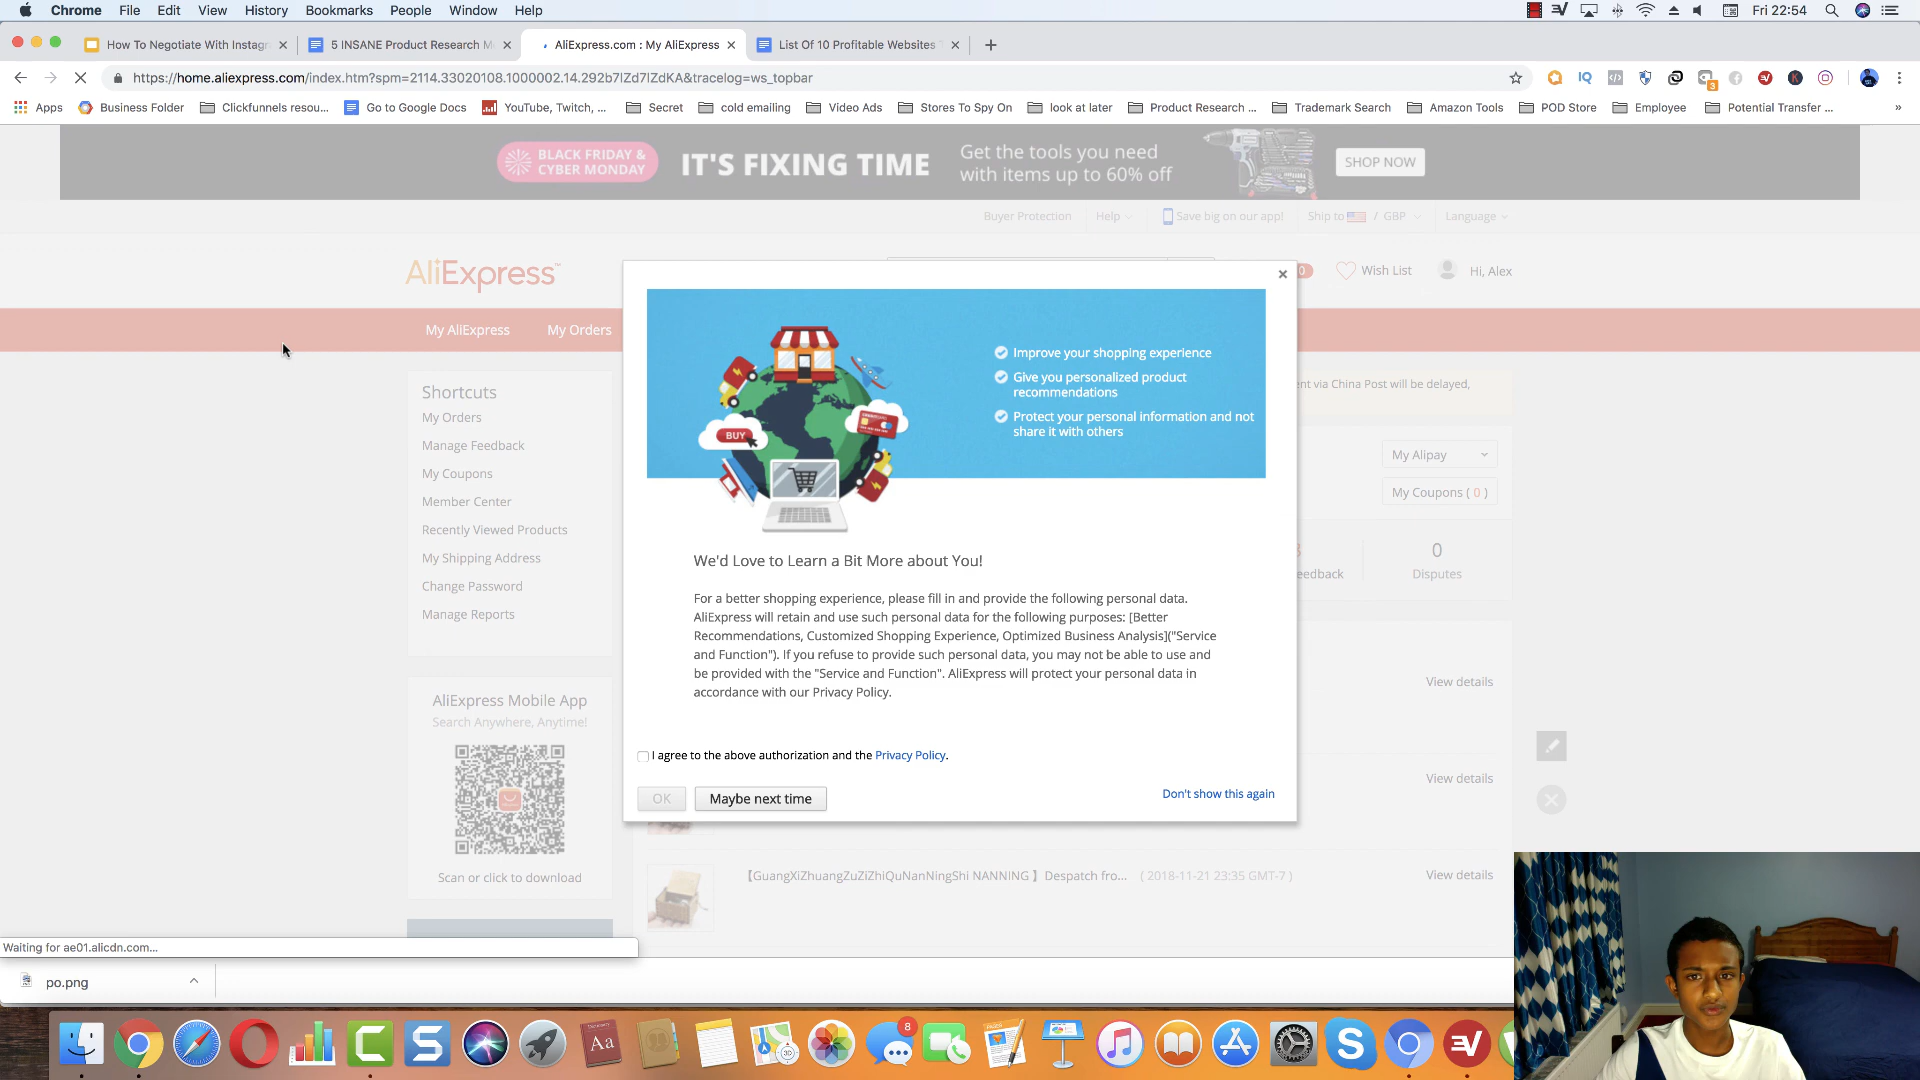 Chrome File Edit View History Bookmarks People Window Help Fri 22:54
How To Negotiate With Instagr 5 INSANE Product Research M AliExpress.com : My AliExpress List Of 10 Profitable Websites
https://home.aliexpress.com/index.htm?spm=2114.33020108.1000002.14.292b7lZd7lZdKA&tracelog=ws_topbar
Apps Business Folder Clickfunnels resou... Go to Google Docs YouTube, Twitch, ... Secret cold emailing Video Ads Stores To Spy On look at later Product Research ... Trademark Search Amazon Tools POD Store Employee Potential Transfer ... »
BLACK FRIDAY &
CYBER MONDAY
IT'S FIXING TIME
Get the tools you need
with items up to 60% off
SHOP NOW
Buyer Protection Help Save big on our app! Ship to / GBP Language
AliExpress™
0 Wish List Hi, Alex
My AliExpress My Orders
Improve your shopping experience
Give you personalized product
recommendations
Protect your personal information and not
share it with others
BUY
Shortcuts
My Orders
Manage Feedback
My Coupons
Member Center
Recently Viewed Products
My Shipping Address
Change Password
Manage Reports
ent via China Post will be delayed,
My Alipay
My Coupons ( 0 )
0
eedback Disputes
We'd Love to Learn a Bit More about You!
For a better shopping experience, please fill in and provide the following personal data.
AliExpress will retain and use such personal data for the following purposes: [Better
Recommendations, Customized Shopping Experience, Optimized Business Analysis]("Service
and Function"). If you refuse to provide such personal data, you may not be able to use and
be provided with the "Service and Function". AliExpress will protect your personal data in
accordance with our Privacy Policy.
I agree to the above authorization and the Privacy Policy.
OK Maybe next time Don't show this again
AliExpress Mobile App
Search Anywhere, Anytime!
Scan or click to download
View details
View details
【GuangXiZhuangZuZiZhiQuNanNingShi NANNING 】Despatch fro... ( 2018-11-21 23:35 GMT-7 ) View details
Waiting for ae01.alicdn.com...
po.png
Aa
8